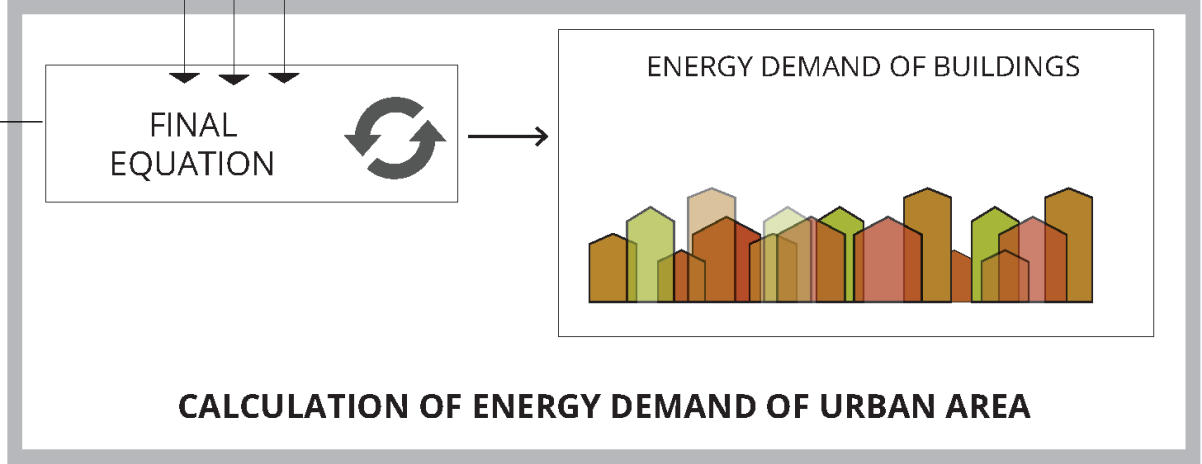 FINAL
EQUATION
ENERGY DEMAND OF BUILDINGS
CALCULATION OF ENERGY DEMAND OF URBAN AREA